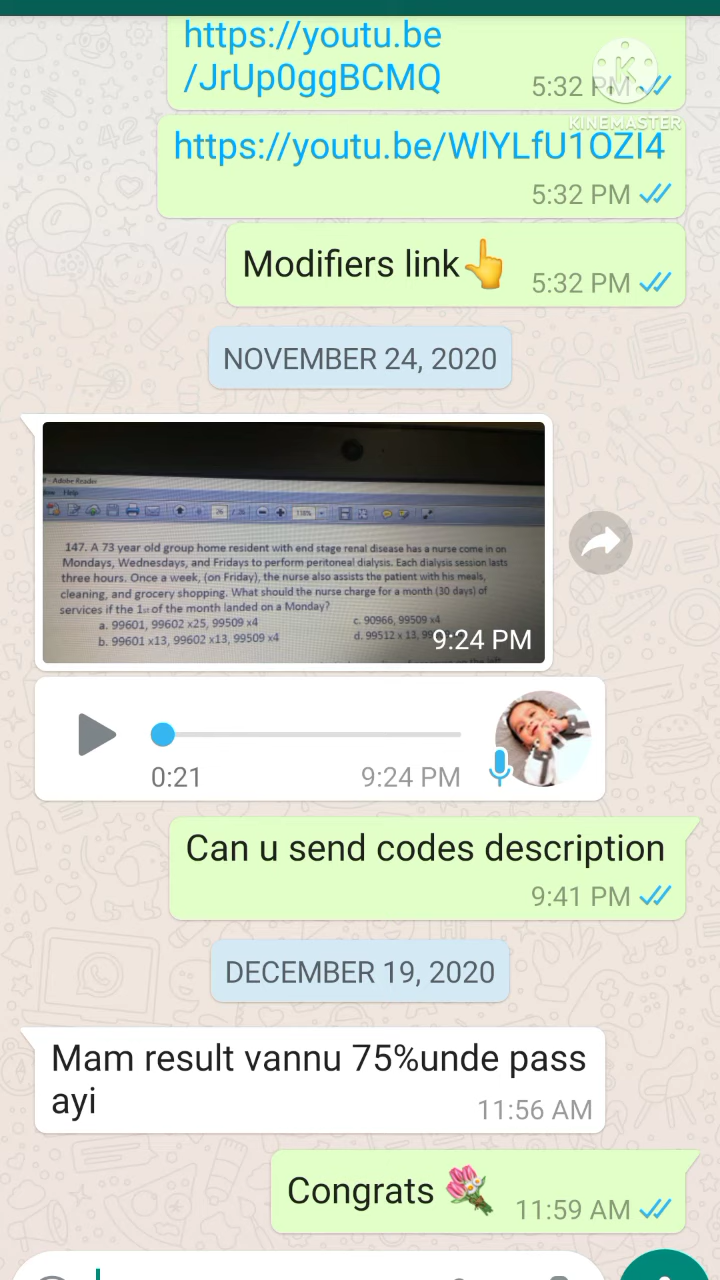 https://youtu.be
/JrUp0ggBCMQ
5:32 PM
KINEMASTER
https://youtu.be/WlYLfU1OZI4
5:32 PM
Modifiers link👆 5:32 PM
NOVEMBER 24, 2020
Adobe Reader
Help
118%
147. A 73 year old group home resident with end stage renal disease has a nurse come in on
Mondays, Wednesdays, and Fridays to perform peritoneal dialysis. Each dialysis session lasts
three hours. Once a week, (on Friday), the nurse also assists the patient with his meals,
cleaning, and grocery shopping. What should the nurse charge for a month (30 days) of
services if the 1st of the month landed on a Monday?
a. 99601, 99602 x25, 99509 x4
c. 90966, 99509 x4
b. 99601 x13, 99602 x13, 99509 x4
d. 99512 x 13,
9:24 PM
0:21 9:24 PM
Can u send codes description
9:41 PM
DECEMBER 19, 2020
Mam result vannu 75%unde pass
ayi
11:56 AM
Congrats 💐 11:59 AM